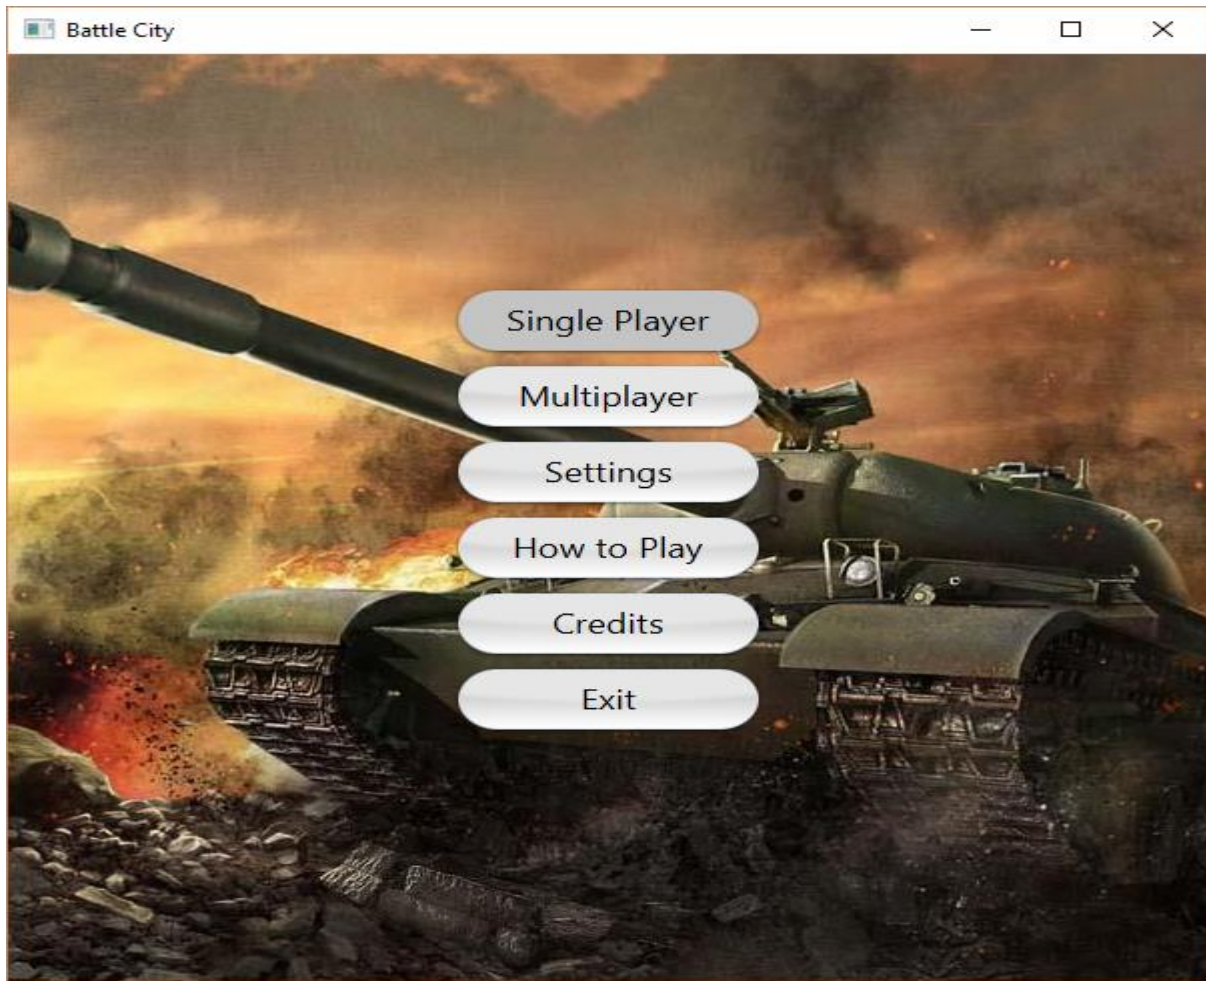 Battle City
Single Player
Multiplayer
Settings
How to Play
Credits
Exit